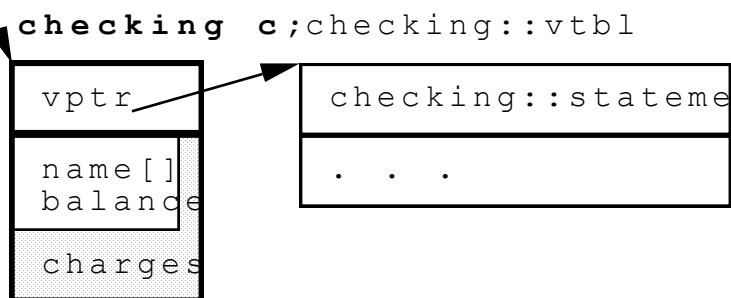 checking c;checking::vtbl
vptr
checking::stateme
name[]
balance
. . .
charges